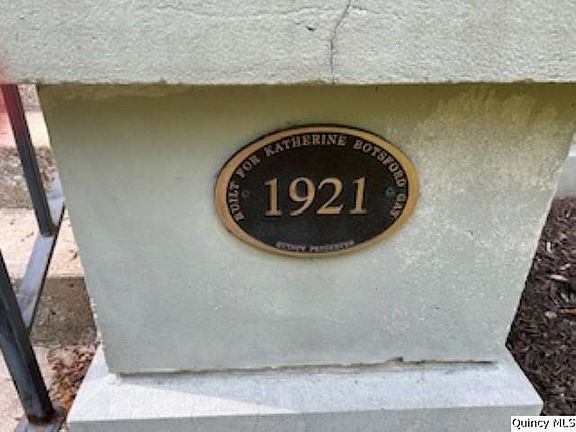 BUILT FOR KATHERINE BOTSFORD GAY
1921
QUINCY PRESERVES
Quincy MLS